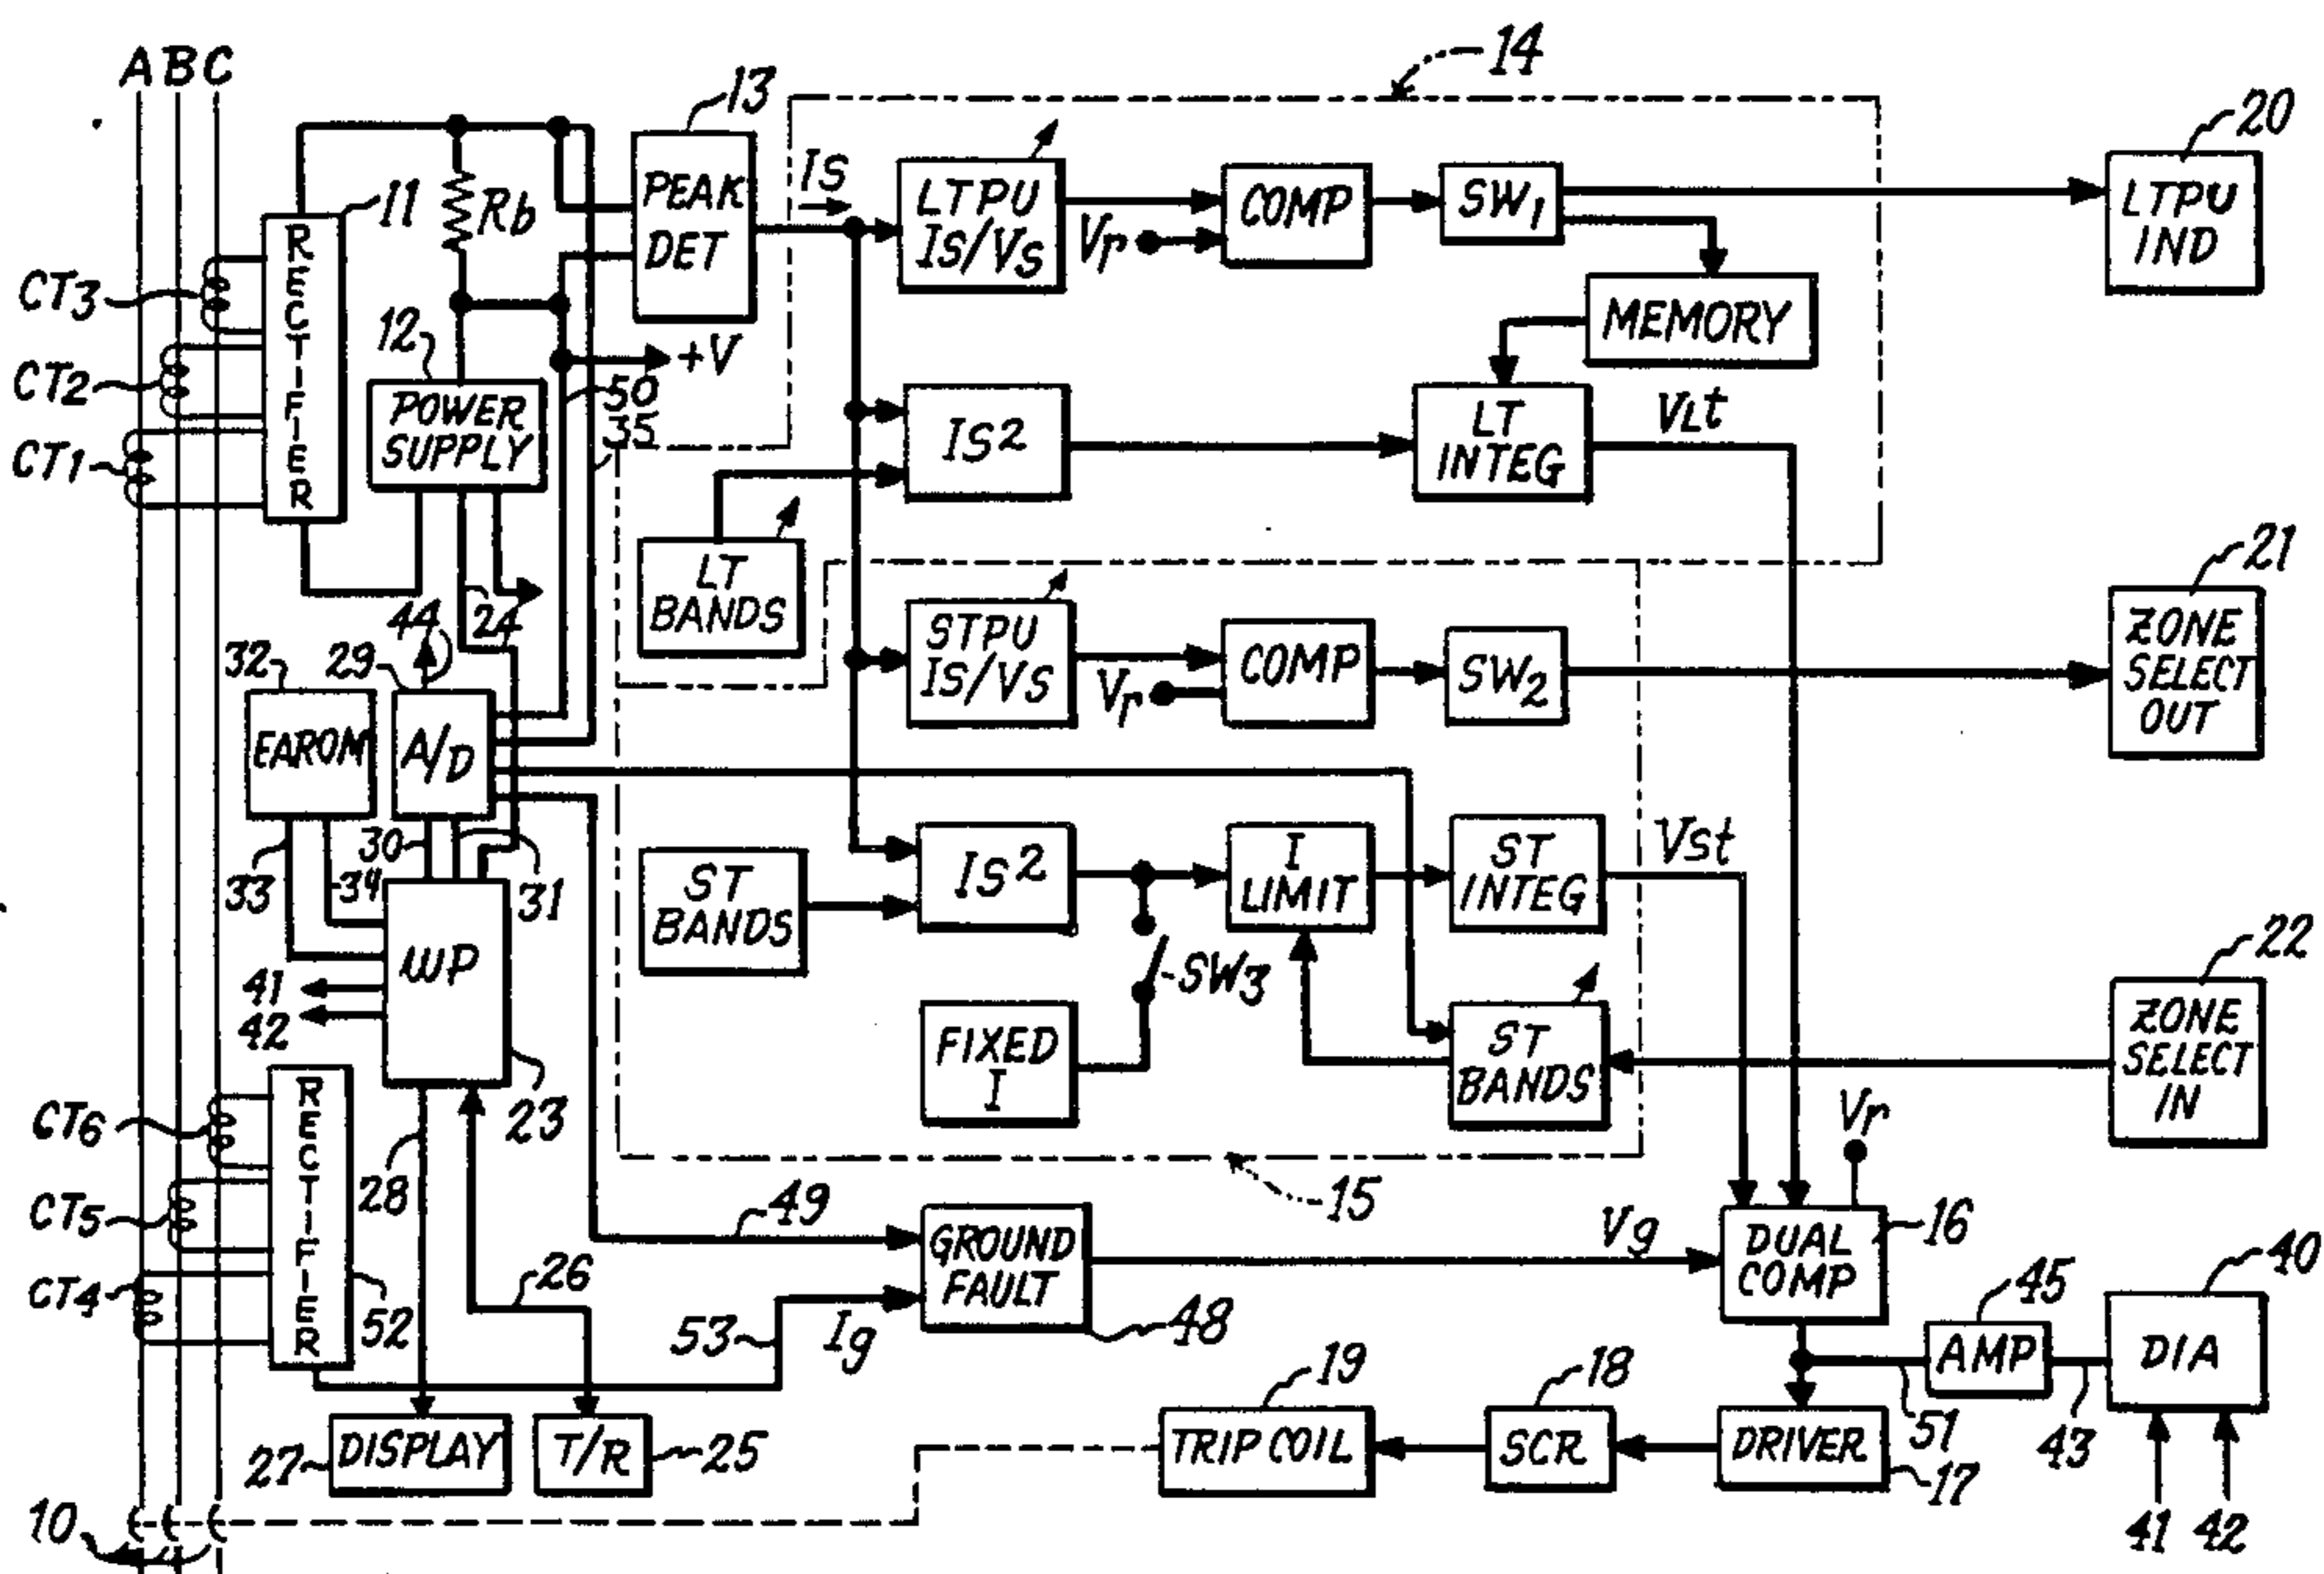 A B C
14
13
20
11
Rb
PEAK
DET
IS
LTPU
IS/VS
Vr
COMP
SW1
LTPU
IND
RECTIFIER
CT3
CT2
CT1
12
POWER
SUPPLY
+V
50
35
MEMORY
IS2
LT
INTEG
VLt
LT
BANDS
24
44
21
32
29
EAROM
A/D
STPU
IS/VS
Vr
COMP
SW2
ZONE
SELECT
OUT
30
31
33
34
ST
BANDS
IS2
I
LIMIT
ST
INTEG
Vst
μP
41
42
SW3
22
FIXED
I
ST
BANDS
ZONE
SELECT
IN
23
Vr
CT6
CT5
CT4
RECTIFIER
52
28
15
49
26
GROUND
FAULT
48
Vg
DUAL
COMP
16
45
40
53
Ig
AMP
D/A
19
18
51
43
27
DISPLAY
T/R
25
TRIP COIL
SCR
DRIVER
17
10
41
42